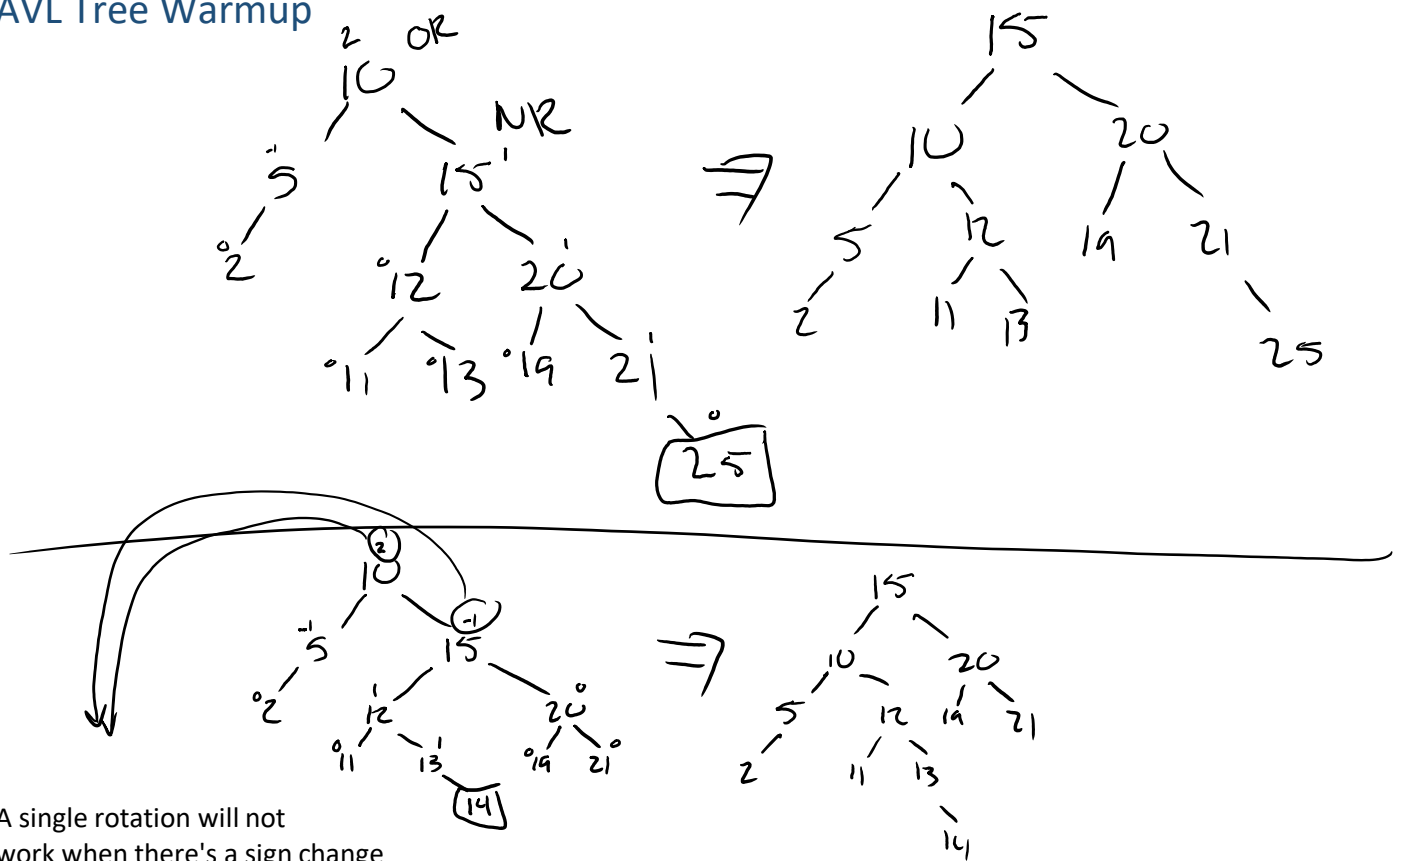 AVL Tree Warmup
2 OR
10
NR
-1 5 15 1
0 2 0 12 20 1
0 11 0 13 0 19 21 1
0
25
⇒
15
10 20
5 12 19 21
2 11 13 25
2
10
-1 5 -1 15
0 2 1 12 20 0
0 11 13 1 0 19 21 0
14
⇒
15
10 20
5 12 19 21
2 11 13
14
A single rotation will not
work when there's a sign change